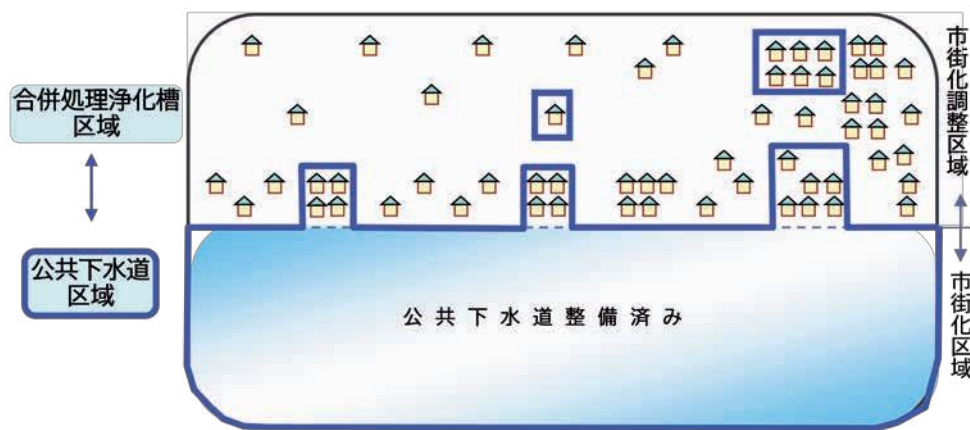 合併処理浄化槽
区域
公共下水道
区域
公共下水道整備済み
市街化調整区域
市街化区域